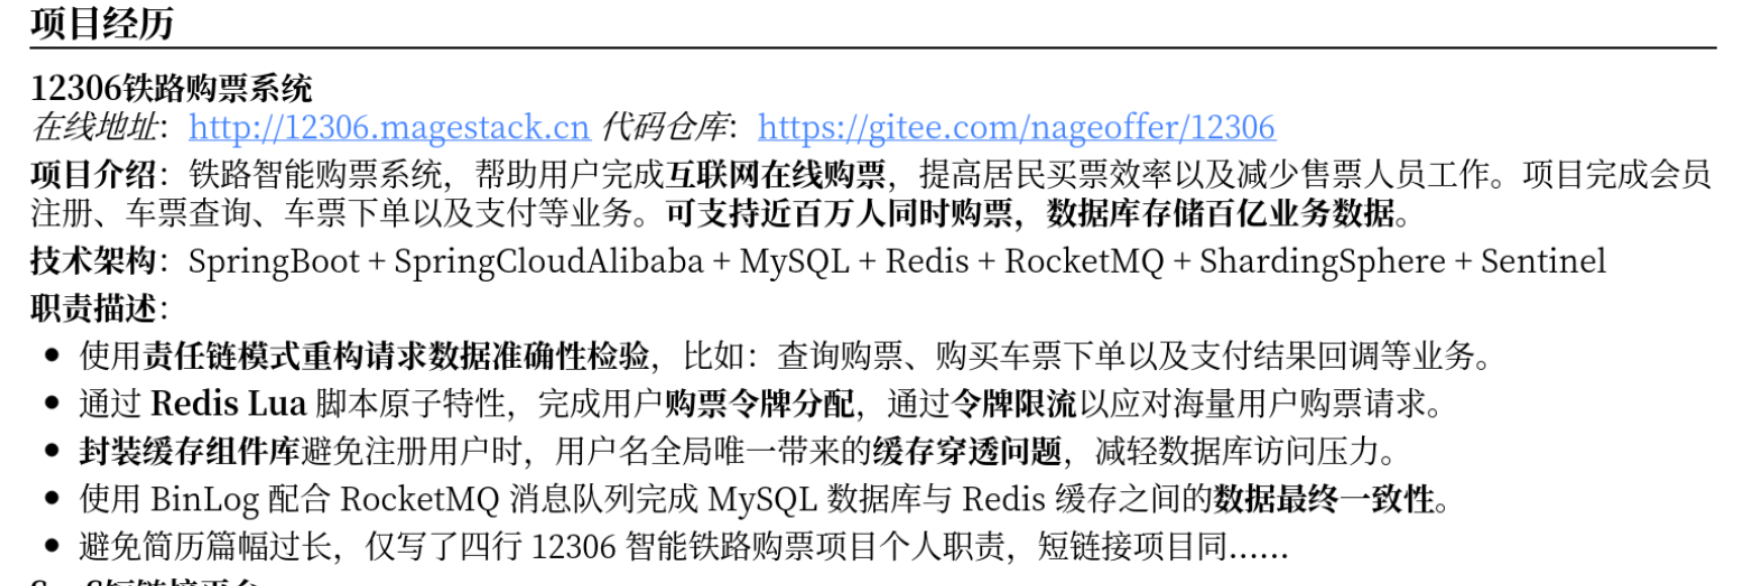 项目经历
12306铁路购票系统
在线地址：http://12306.magestack.cn 代码仓库：https://gitee.com/nageoffer/12306
项目介绍：铁路智能购票系统，帮助用户完成互联网在线购票，提高居民买票效率以及减少售票人员工作。项目完成会员
注册、车票查询、车票下单以及支付等业务。可支持近百万人同时购票，数据库存储百亿业务数据。
技术架构：SpringBoot + SpringCloudAlibaba + MySQL + Redis + RocketMQ + ShardingSphere + Sentinel
职责描述：
● 使用责任链模式重构请求数据准确性检验，比如：查询购票、购买车票下单以及支付结果回调等业务。
● 通过 Redis Lua 脚本原子特性，完成用户购票令牌分配，通过令牌限流以应对海量用户购票请求。
● 封装缓存组件库避免注册用户时，用户名全局唯一带来的缓存穿透问题，减轻数据库访问压力。
● 使用 BinLog 配合 RocketMQ 消息队列完成 MySQL 数据库与 Redis 缓存之间的数据最终一致性。
● 避免简历篇幅过长，仅写了四行 12306 智能铁路购票项目个人职责，短链接项目同......